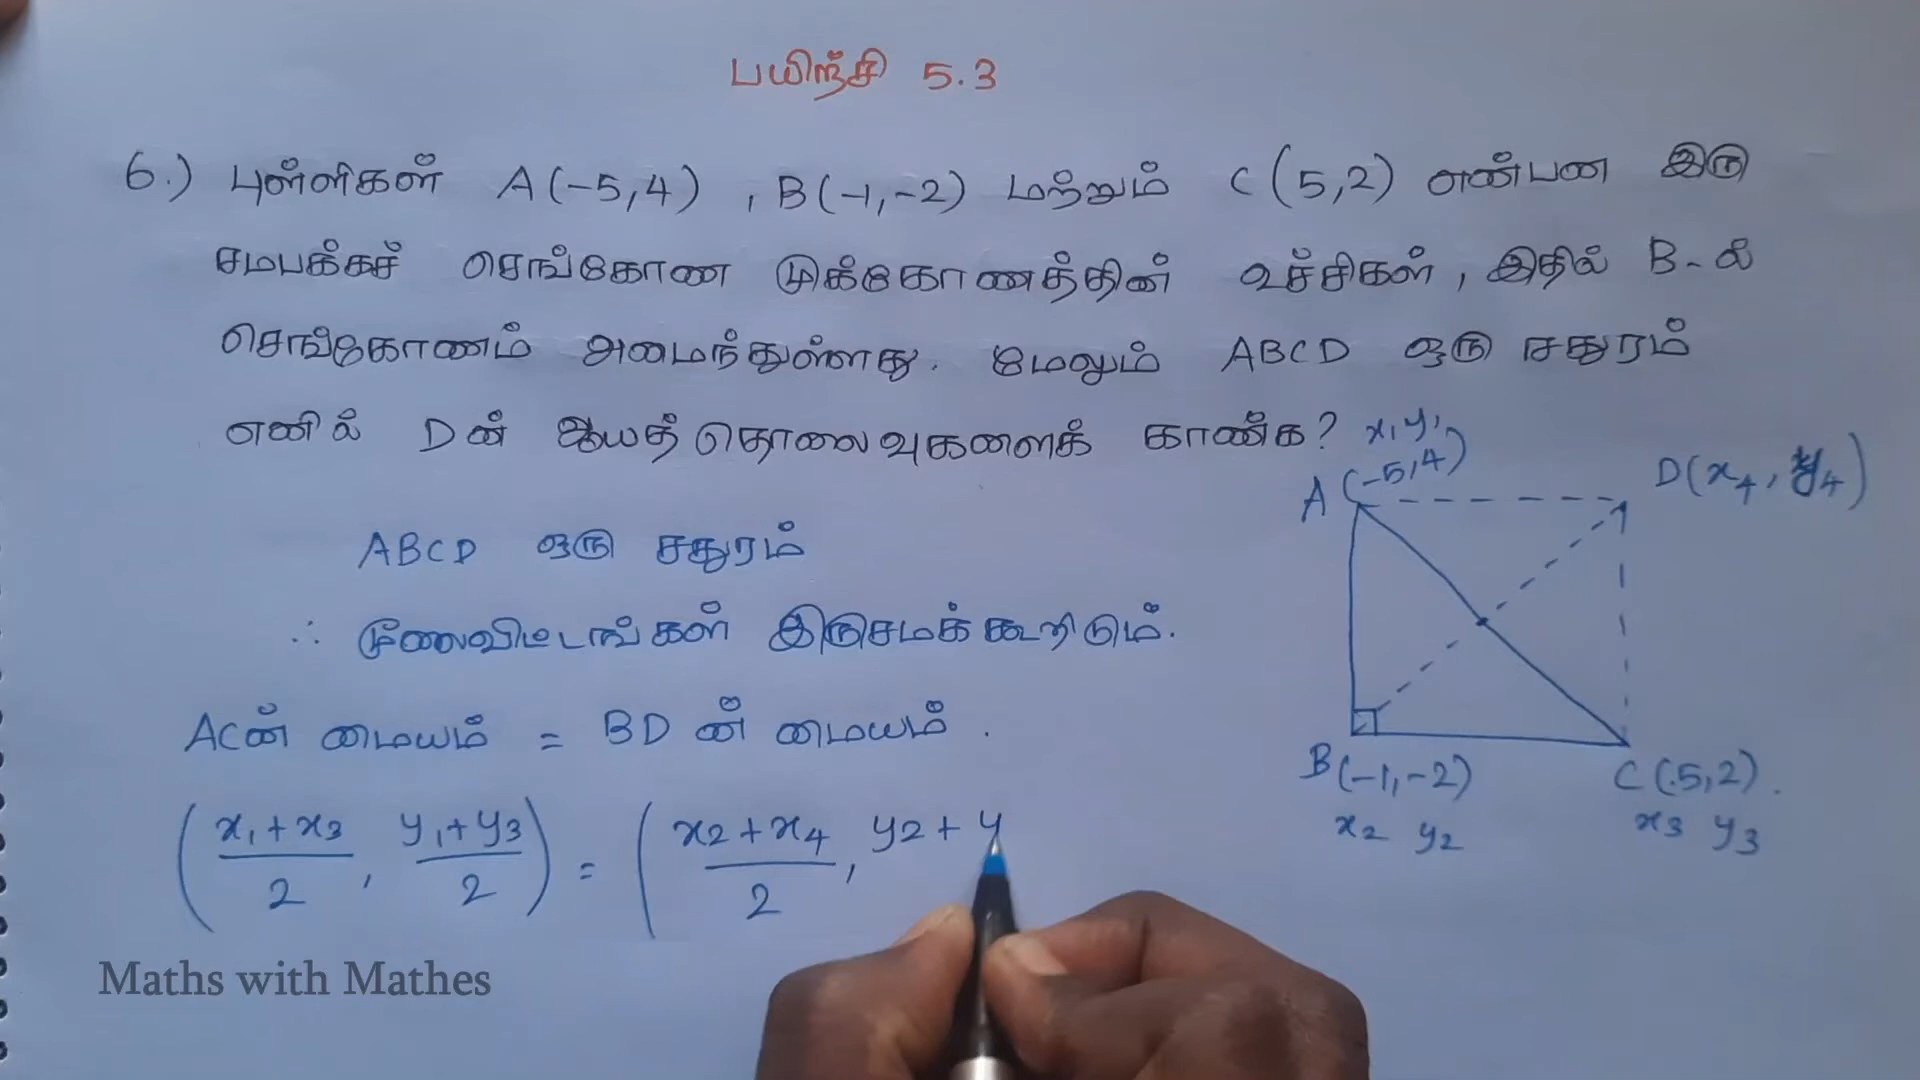 பயிற்சி 5.3
6.) புள்ளிகள் A(-5,4) , B(-1,-2) மற்றும் C(5,2) என்பன இரு
சமபக்கச் செங்கோண முக்கோணத்தின் உச்சிகள், இதில் B-ல்
செங்கோணம் அமைந்துள்ளது. மேலும் ABCD ஒரு சதுரம்
எனில் Dன் ஆயத்தொலைவுகளைக் காண்க?
x1 y1
A (-5,4)
D(x4, y4)
ABCD ஒரு சதுரம்
∴ மூலைவிட்டங்கள் இருசமக்கூறிடும்.
ACன் மையம் = BD ன் மையம்.
B(-1,-2)
x2 y2
C(5,2).
x3 y3
((x1+x3)/2, (y1+y3)/2) = ((x2+x4)/2, y2+y
Maths with Mathes